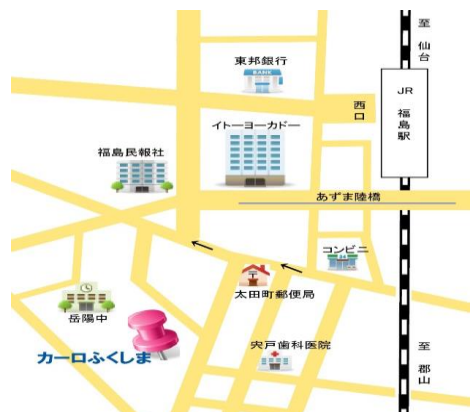 至 仙台
東邦銀行
BANK
JR 福島駅
西口
イトーヨーカドー
福島民報社
あずま陸橋
コンビニ
24
太田町郵便局
岳陽中
カーロふくしま
宍戸歯科医院
至 郡山